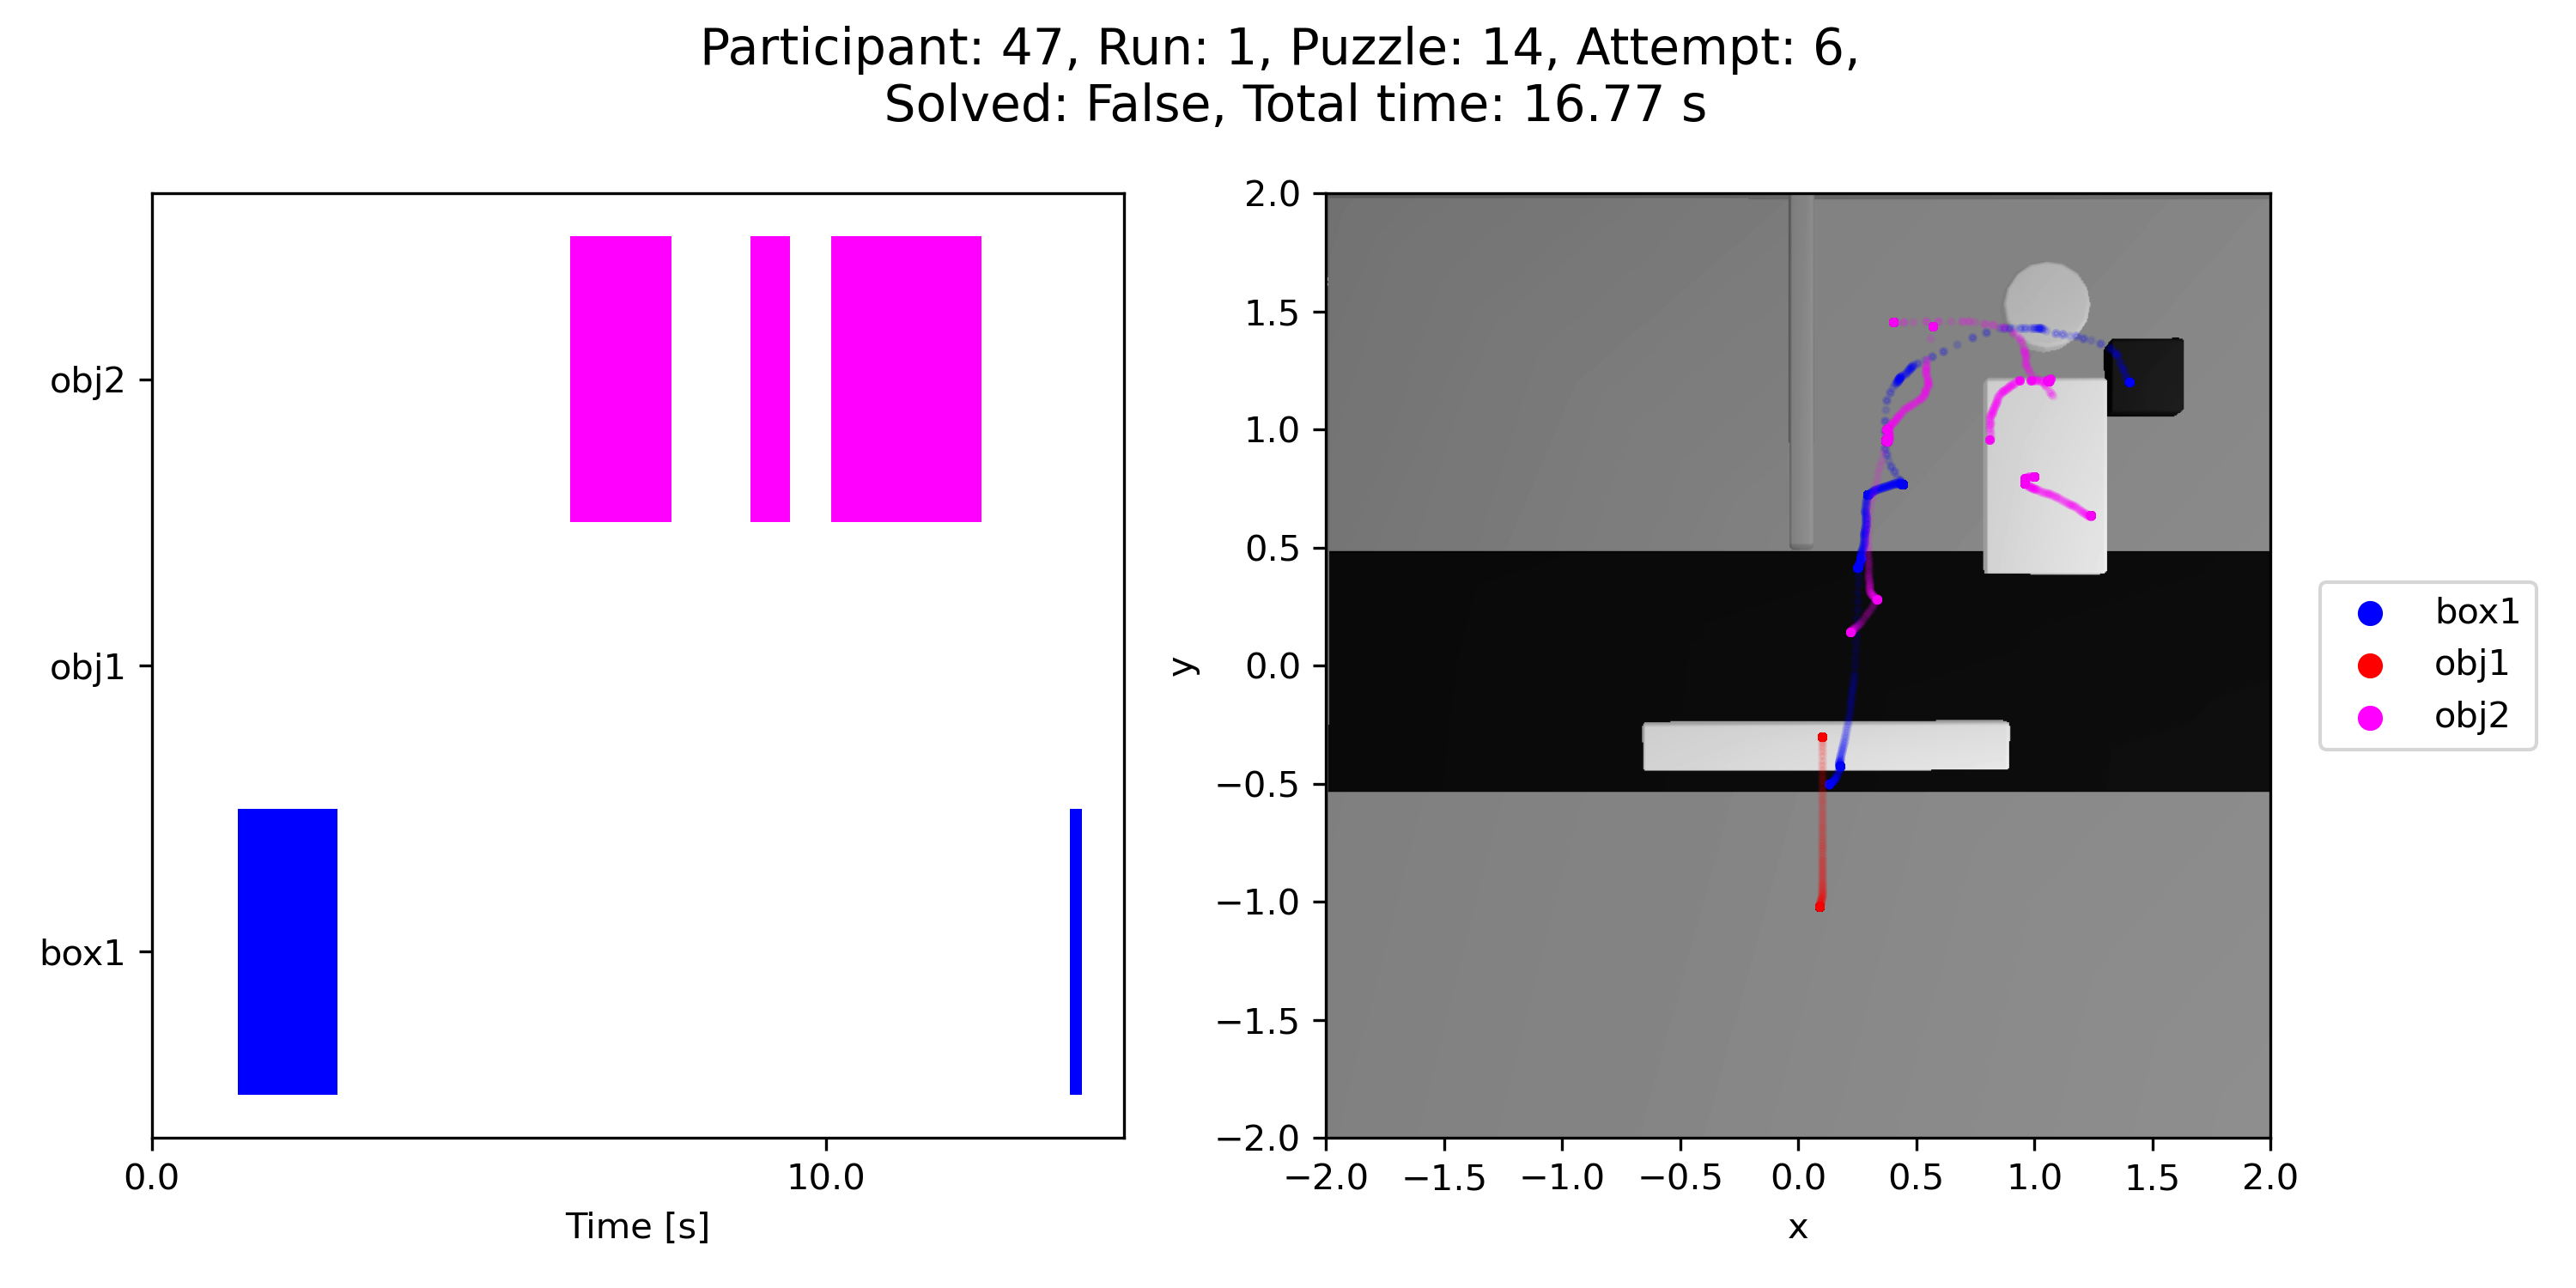 Participant: 47, Run: 1, Puzzle: 14, Attempt: 6,
Solved: False, Total time: 16.77 s
obj2
obj1
box1
0.0
10.0
Time [s]
2.0
1.5
1.0
0.5
0.0
−0.5
−1.0
−1.5
−2.0
y
−2.0
−1.5
−1.0
−0.5
0.0
0.5
1.0
1.5
2.0
x
box1
obj1
obj2